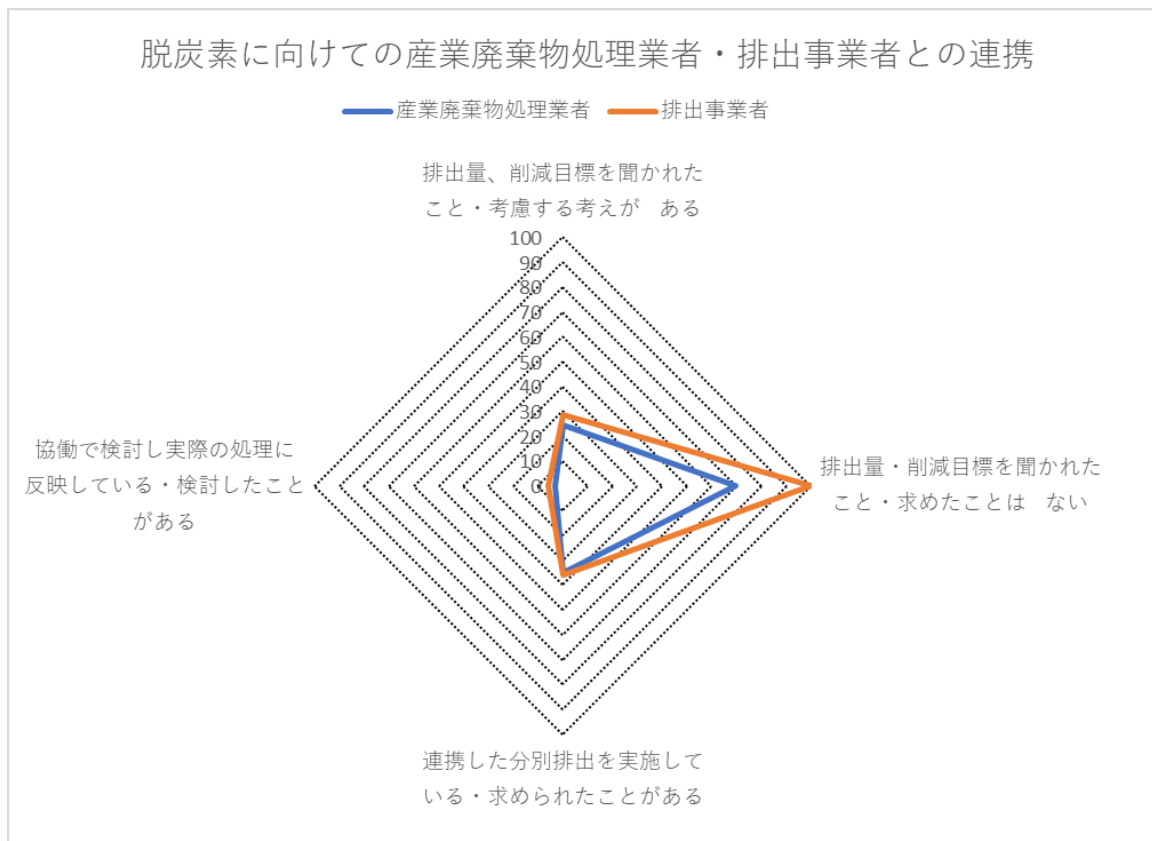 脱炭素に向けての産業廃棄物処理業者・排出事業者との連携
産業廃棄物処理業者 排出事業者
排出量、削減目標を聞かれた
こと・考慮する考えが　ある
100
90
80
70
60
50
40
30
20
10
0
協働で検討し実際の処理に
反映している・検討したこと
がある
排出量・削減目標を聞かれた
こと・求めたことは　ない
連携した分別排出を実施して
いる・求められたことがある